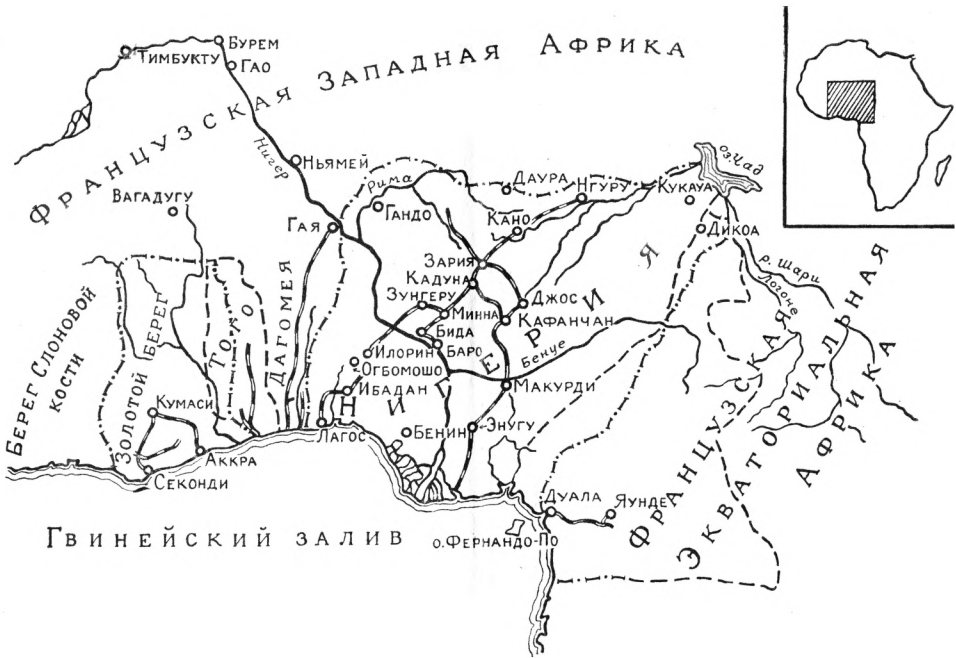 Французская Западная Африка
Тимбукту
Бурем
Гао
Нигер
Ньямей
Вагадугу
Гая
Рима
Гандо
Даура
Нгуру
Кукауа
оз. Чад
Кано
Дикоа
Зария
Кадуна
Зунгеру
Минна
Джос
Кафанчан
Бида
Баро
Бенуе
р. Шари
Логоне
Илорин
Огбомошо
Ибадан
Макурди
Нигерия
Берег Слоновой
кости
Золотой берег
Того
Дагомея
Кумаси
Аккра
Секонди
Лагос
Бенин
Энугу
Дуала
Яунде
Гвинейский залив
о. Фернандо-По
Французская
Экваториальная
Африка